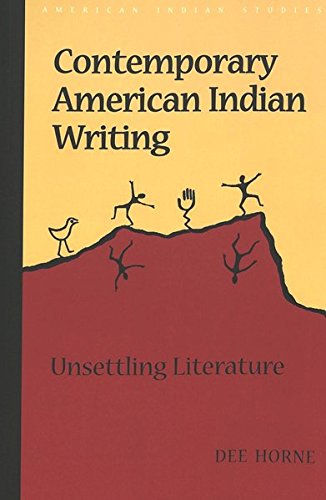 AMERICAN INDIAN STUDIES
Contemporary
American Indian
Writing
Unsettling Literature
DEE HORNE